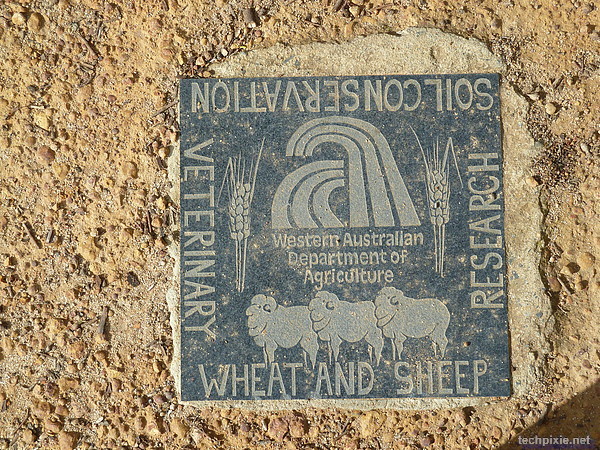 SOIL CONSERVATION
VETERINARY
RESEARCH
Western Australian
Department of
Agriculture
WHEAT AND SHEEP
techpixie.net